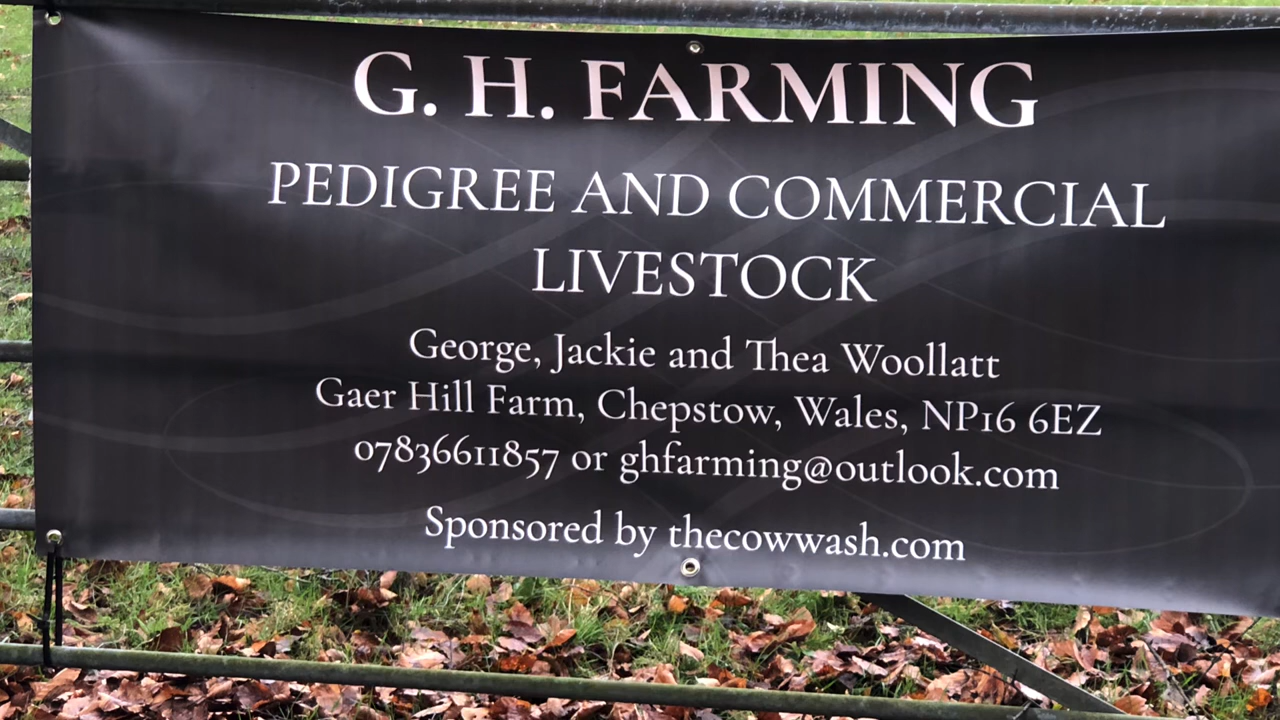 G. H. FARMING
PEDIGREE AND COMMERCIAL
LIVESTOCK
George, Jackie and Thea Woollatt
Gaer Hill Farm, Chepstow, Wales, NP16 6EZ
07836611857 or ghfarming@outlook.com
Sponsored by thecowwash.com